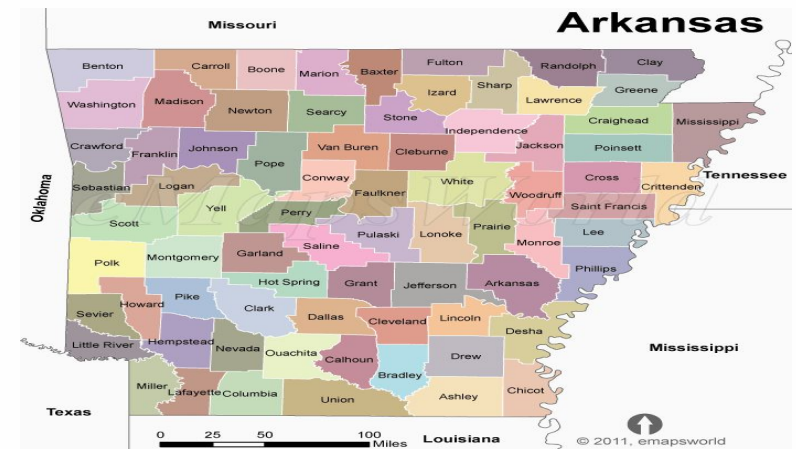 Arkansas
Missouri
Benton
Carroll
Boone
Marion
Baxter
Fulton
Randolph
Clay
Washington
Madison
Newton
Searcy
Stone
Izard
Sharp
Lawrence
Greene
Independence
Craighead
Mississippi
Crawford
Franklin
Johnson
Pope
Van Buren
Cleburne
Jackson
Poinsett
Sebastian
Logan
Conway
Faulkner
White
Woodruff
Cross
Crittenden
Tennessee
Oklahoma
Scott
Yell
Perry
Saint Francis
eMapsWorld
Polk
Montgomery
Garland
Saline
Pulaski
Lonoke
Prairie
Monroe
Lee
Phillips
Howard
Pike
Hot Spring
Grant
Jefferson
Arkansas
Sevier
Clark
Dallas
Cleveland
Lincoln
Desha
Little River
Hempstead
Nevada
Ouachita
Calhoun
Bradley
Drew
Mississippi
Miller
Lafayette
Columbia
Union
Ashley
Chicot
Texas
Louisiana
0 25 50 100
Miles
© 2011, emapsworld